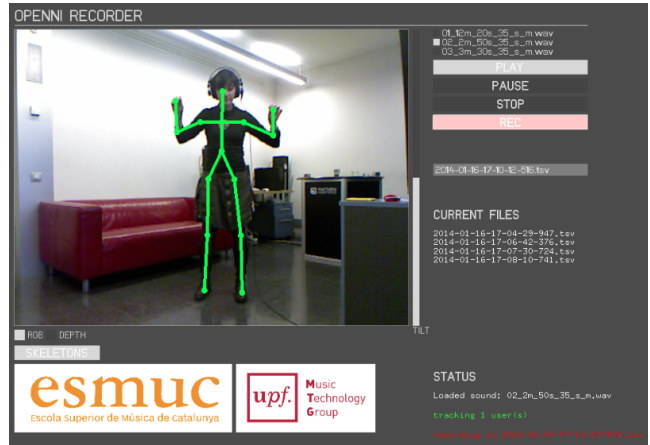 OPENNI RECORDER
01_12m_20s_35_s_m.wav
02_2m_50s_35_s_m.wav
03_3m_30s_35_s_m.wav
PLAY
PAUSE
STOP
REC
2014-01-16-17-10-12-516.tsv
CURRENT FILES
2014-01-16-17-04-29-947.tsv
2014-01-16-17-06-42-376.tsv
2014-01-16-17-07-30-724.tsv
2014-01-16-17-08-10-741.tsv
TILT
RGB DEPTH
SKELETONS
esmuc
Escola Superior de Música de Catalunya
upf.
Music
Technology
Group
STATUS
Loaded sound: 02_2m_50s_35_s_m.wav
tracking 1 user(s)